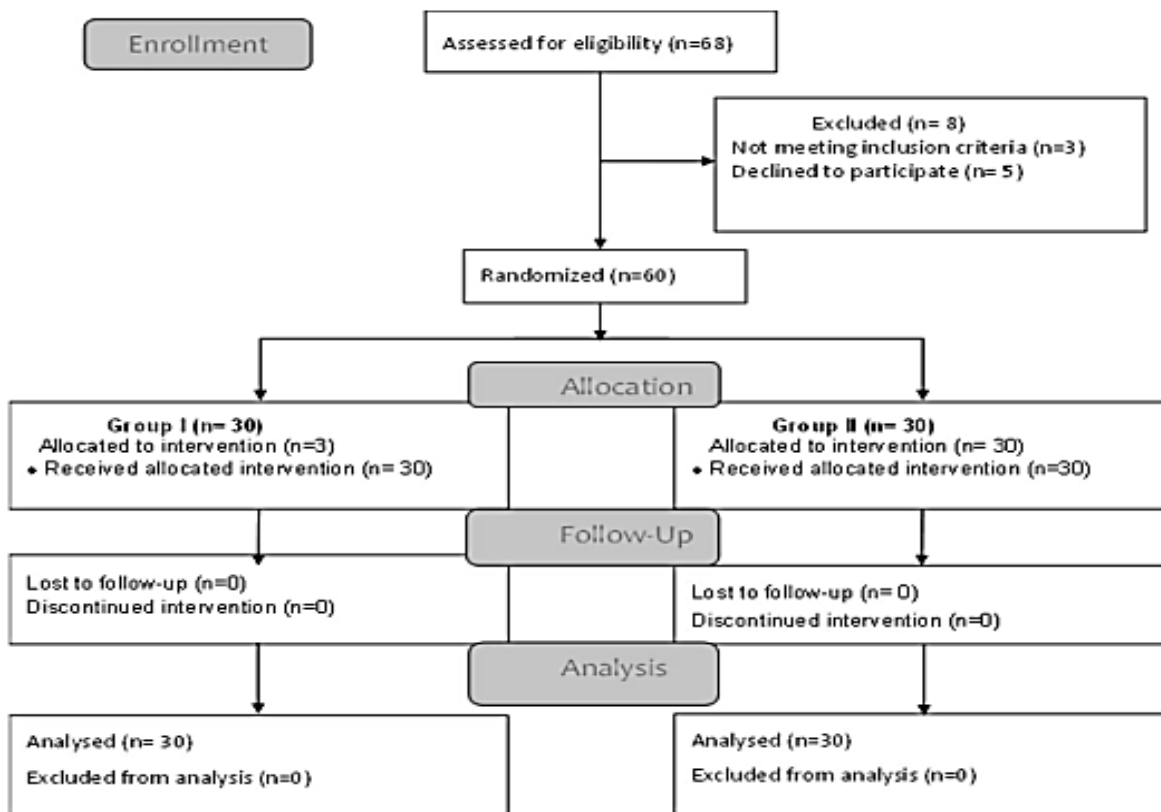 Enrollment
Assessed for eligibility (n=68)
Excluded (n= 8)
Not meeting inclusion criteria (n=3)
Declined to participate (n= 5)
Randomized (n=60)
Allocation
Group I (n= 30)
Allocated to intervention (n=3)
• Received allocated intervention (n= 30)
Group II (n= 30)
Allocated to intervention (n= 30)
• Received allocated intervention (n=30)
Follow-Up
Lost to follow-up (n=0)
Discontinued intervention (n=0)
Lost to follow-up (n= 0)
Discontinued intervention (n=0)
Analysis
Analysed (n= 30)
Excluded from analysis (n=0)
Analysed (n=30)
Excluded from analysis (n=0)